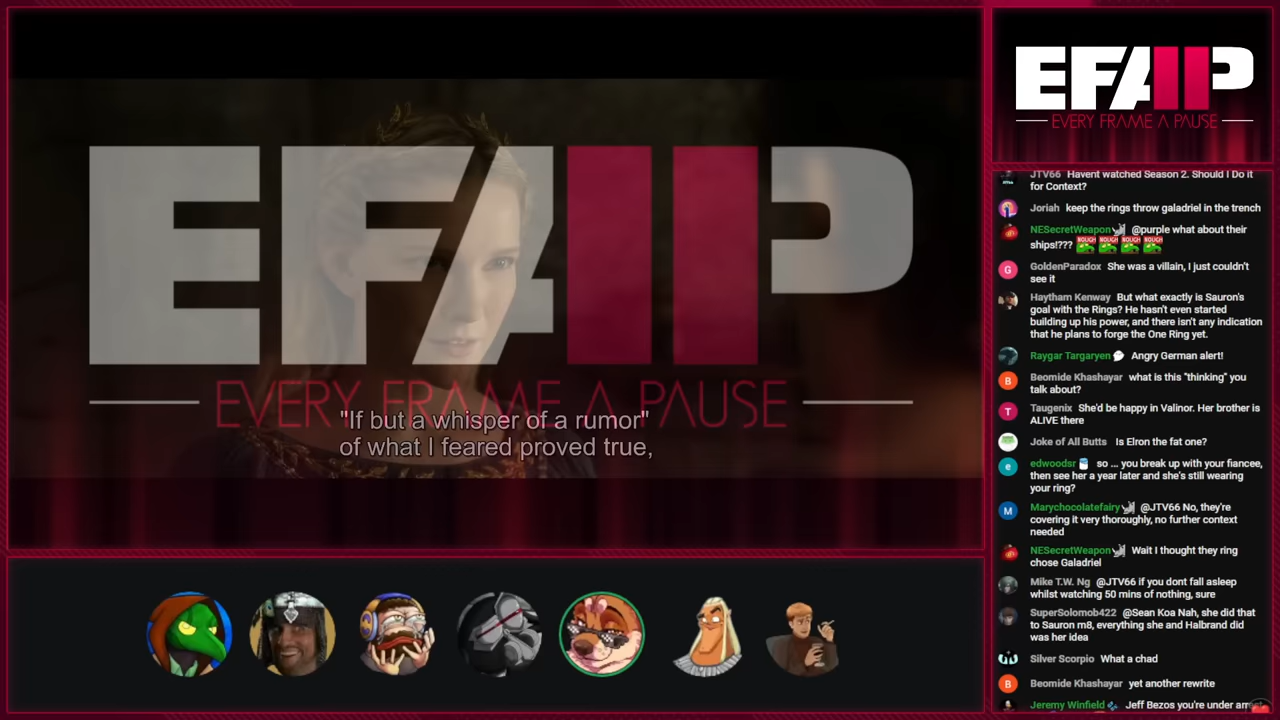 EFAP
EVERY FRAME A PAUSE
"If but a whisper of a rumor"
of what I feared proved true,
EFAP
EVERY FRAME A PAUSE
JTV66 Havent watched Season 2. Should I Do it
for Context?
Joriah keep the rings throw galadriel in the trench
NESecretWeapon @purple what about their
ships!???
GoldenParadox She was a villain, I just couldn't
see it
Haytham Kenway But what exactly is Sauron's
goal with the Rings? He hasn't even started
building up his power, and there isn't any indication
that he plans to forge the One Ring yet.
Raygar Targaryen Angry German alert!
Beomide Khashayar what is this "thinking" you
talk about?
Taugenix She'd be happy in Valinor. Her brother is
ALIVE there
Joke of All Butts Is Elron the fat one?
edwoodsr so ... you break up with your fiancee,
then see her a year later and she's still wearing
your ring?
Marychocolatefairy @JTV66 No, they're
covering it very thoroughly, no further context
needed
NESecretWeapon Wait I thought they ring
chose Galadriel
Mike T.W. Ng @JTV66 if you dont fall asleep
whilst watching 50 mins of nothing, sure
SuperSolomob422 @Sean Koa Nah, she did that
to Sauron m8, everything she and Halbrand did
was her idea
Silver Scorpio What a chad
Beomide Khashayar yet another rewrite
Jeremy Winfield Jeff Bezos you're under arrest